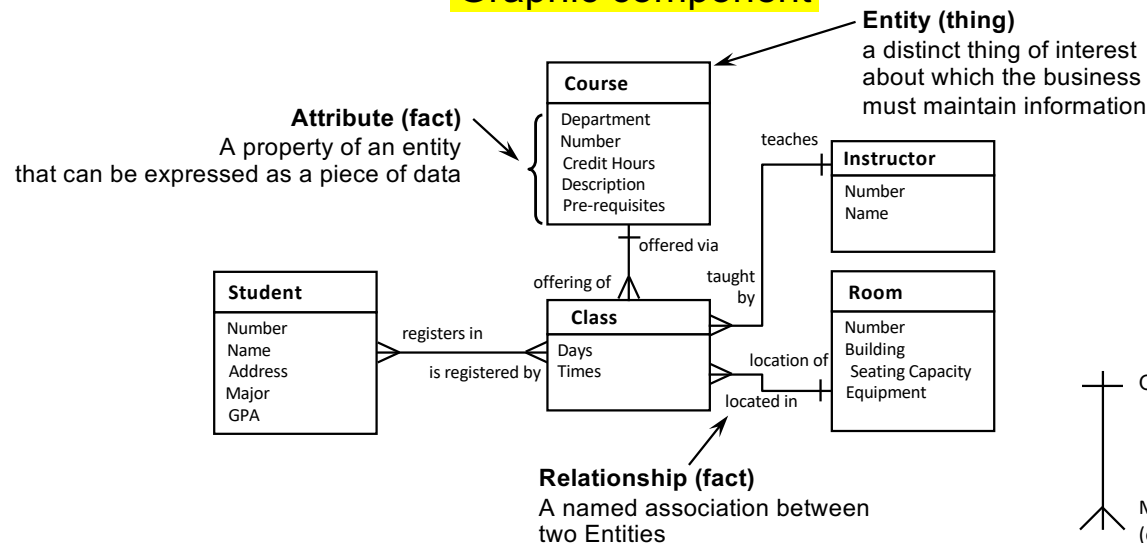 Graphic component
Entity (thing)
a distinct thing of interest
about which the business
must maintain information
Course
Department
Number
Credit Hours
Description
Pre-requisites
Attribute (fact)
A property of an entity
that can be expressed as a piece of data
teaches
Instructor
Number
Name
offered via
offering of
taught
by
Student
Number
Name
Address
Major
GPA
registers in
is registered by
Class
Days
Times
Room
Number
Building
Seating Capacity
Equipment
location of
located in
Relationship (fact)
A named association between
two Entities